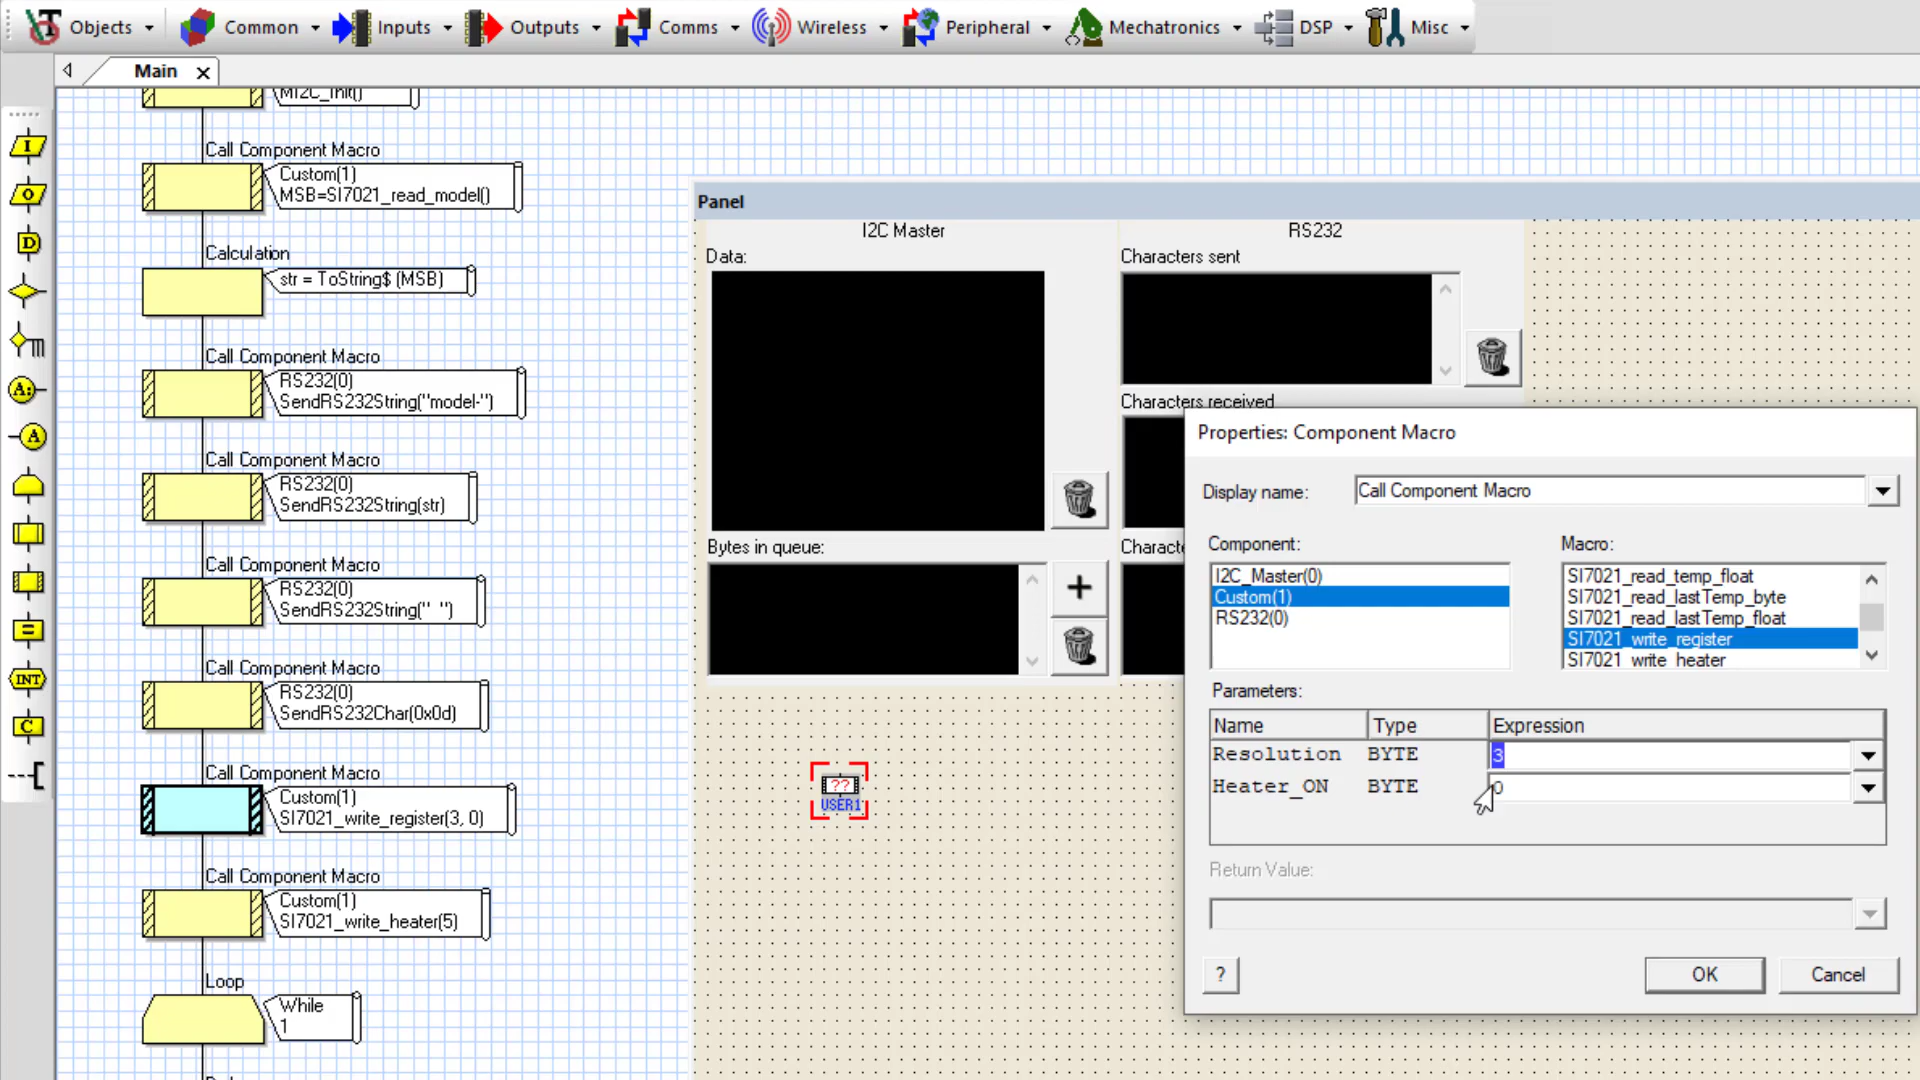 Objects Common Inputs Outputs Comms Wireless Peripheral Mechatronics DSP Misc
Main
MI2C_Init()
Call Component Macro
Custom(1)
MSB=SI7021_read_model()
Calculation
str = ToString$ (MSB)
Call Component Macro
RS232(0)
SendRS232String("model-")
Call Component Macro
RS232(0)
SendRS232String(str)
Call Component Macro
RS232(0)
SendRS232String(" ")
Call Component Macro
RS232(0)
SendRS232Char(0x0d)
Call Component Macro
Custom(1)
SI7021_write_register(3, 0)
Call Component Macro
Custom(1)
SI7021_write_heater(5)
Loop
While
1
I
O
D
A:
A
=
INT
C
Panel
I2C Master
Data:
Bytes in queue:
+
RS232
Characters sent
Characters received
Characte
??
USER1
Properties: Component Macro
Display name: Call Component Macro
Component:
I2C_Master(0)
Custom(1)
RS232(0)
Macro:
SI7021_read_temp_float
SI7021_read_lastTemp_byte
SI7021_read_lastTemp_float
SI7021_write_register
SI7021_write_heater
Parameters:
Name Type Expression
Resolution BYTE 3
Heater_ON BYTE 0
Return Value:
? OK Cancel